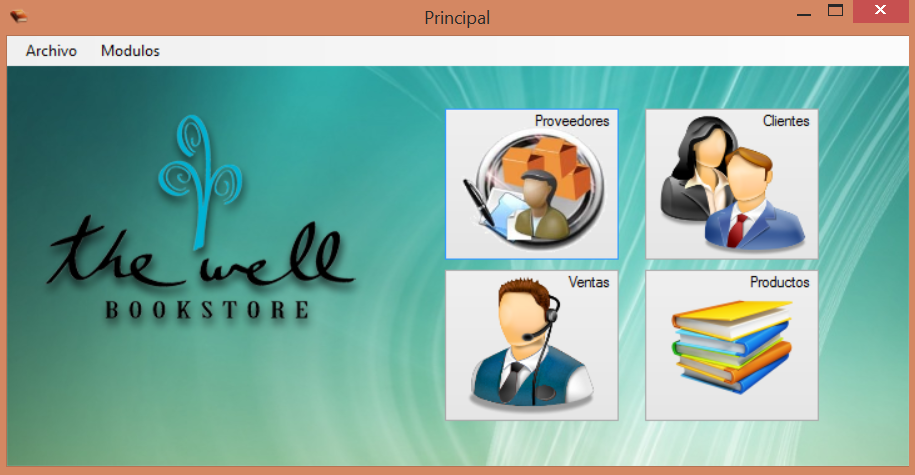 Principal
Archivo Modulos
the well
BOOKSTORE
Proveedores
Clientes
Ventas
Productos